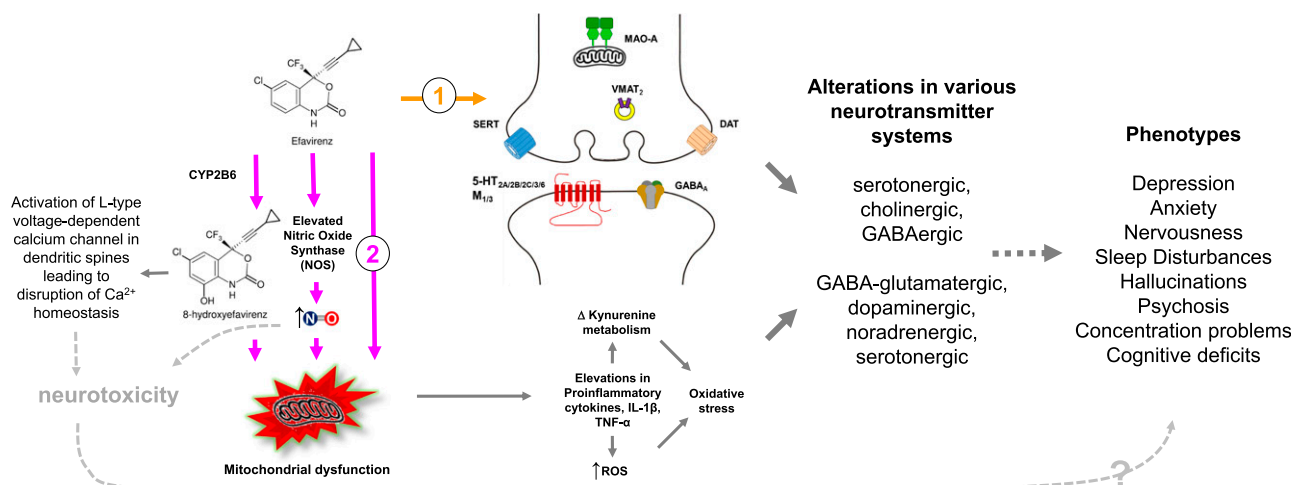 CF₃
Cl
O
O
N
H
Efavirenz
1
MAO-A
VMAT₂
SERT
DAT
5-HT₂A/2B/2C/3/6
M₁/₃
GABA_A
Alterations in various
neurotransmitter
systems
serotonergic,
cholinergic,
GABAergic
GABA-glutamatergic,
dopaminergic,
noradrenergic,
serotonergic
Phenotypes
Depression
Anxiety
Nervousness
Sleep Disturbances
Hallucinations
Psychosis
Concentration problems
Cognitive deficits
CYP2B6
Elevated
Nitric Oxide
Synthase
(NOS)
2
Activation of L-type
voltage-dependent
calcium channel in
dendritic spines
leading to
disruption of Ca²⁺
homeostasis
CF₃
Cl
O
O
N
H
OH
8-hydroxyefavirenz
↑N=O
neurotoxicity
Mitochondrial dysfunction
Δ Kynurenine
metabolism
Elevations in
Proinflammatory
cytokines, IL-1β,
TNF-α
Oxidative
stress
↑ROS
?